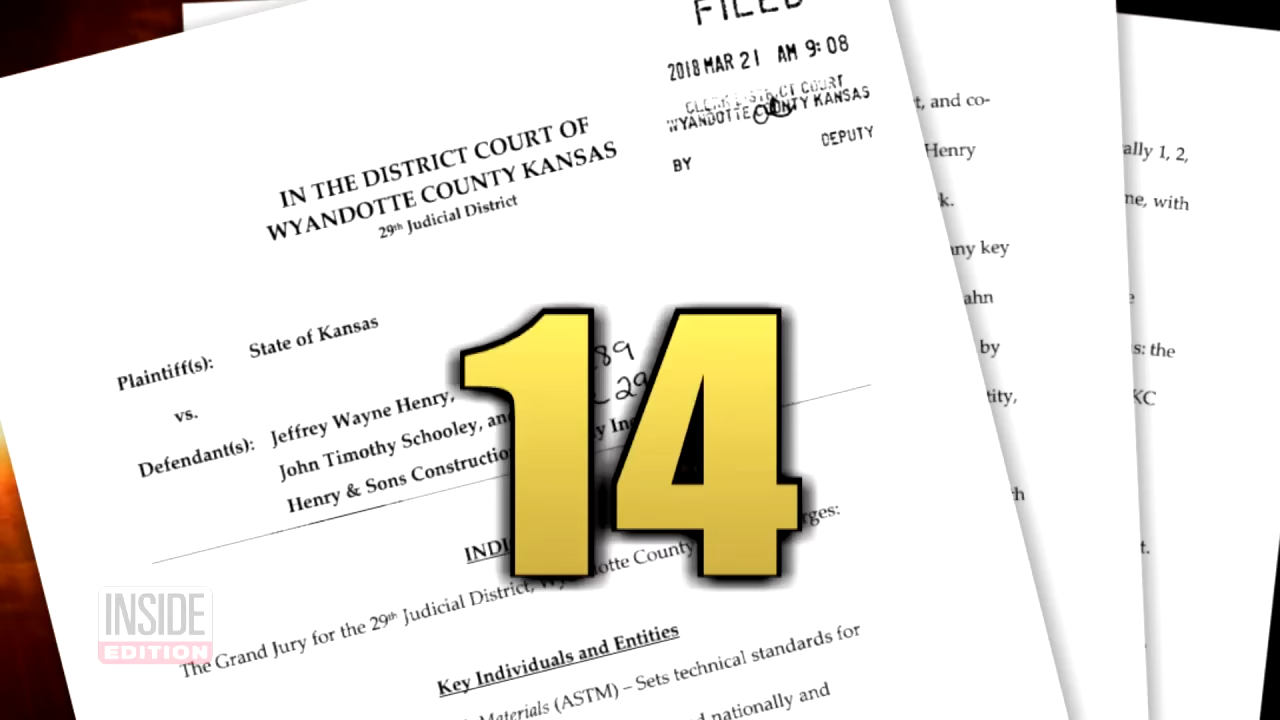 FILED
2018 MAR 21 AM 9:08
CLERK DISTRICT COURT
WYANDOTTE COUNTY KANSAS
BY DEPUTY
IN THE DISTRICT COURT OF
WYANDOTTE COUNTY KANSAS
29th Judicial District
Plaintiff(s): State of Kansas
vs.
Defendant(s): Jeffrey Wayne Henry,
John Timothy Schooley, and
Henry & Sons Constructio
89
29
14
The Grand Jury for the 29th Judicial District, Wyandotte County rges:
Key Individuals and Entities
Materials (ASTM) – Sets technical standards for
d nationally and
t, and co-
Henry
k.
any key
ahn
by
tity,
ally 1, 2,
ne, with
e
s: the
KC
t.
INSIDE
EDITION